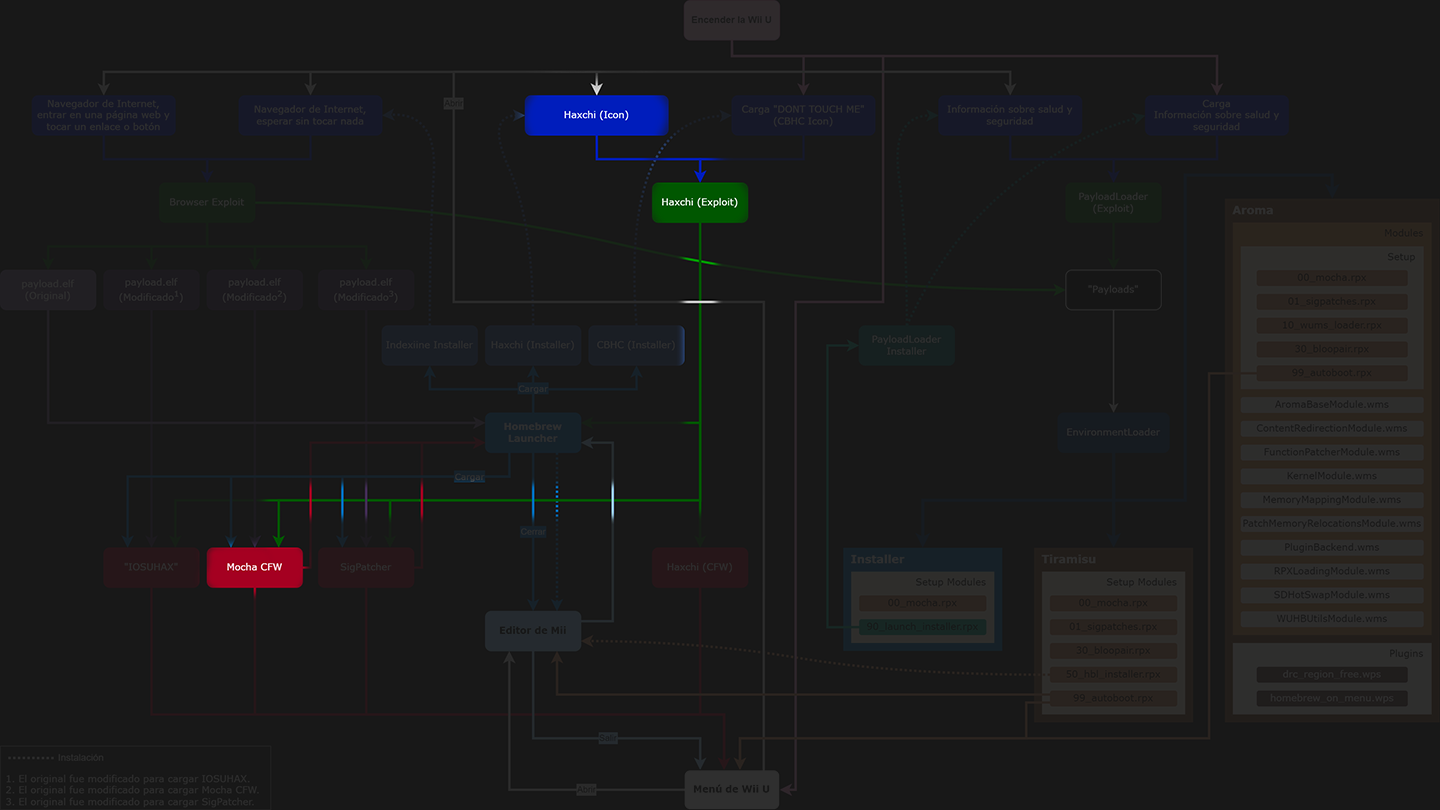 Encender la Wii U
Navegador de Internet,
entrar en una página web y
tocar un enlace o botón
Navegador de Internet,
esperar sin tocar nada
Abrir
Haxchi (Icon)
Carga "DONT TOUCH ME"
(CBHC Icon)
Información sobre salud y
seguridad
Carga
Información sobre salud y
seguridad
Browser Exploit
Haxchi (Exploit)
PayloadLoader
(Exploit)
Aroma
Modules
Setup
00_mocha.rpx
01_sigpatches.rpx
10_wums_loader.rpx
30_bloopair.rpx
99_autoboot.rpx
AromaBaseModule.wms
ContentRedirectionModule.wms
FunctionPatcherModule.wms
KernelModule.wms
MemoryMappingModule.wms
PatchMemoryRelocationsModule.wms
PluginBackend.wms
RPXLoadingModule.wms
SDHotSwapModule.wms
WUHBUtilsModule.wms
Plugins
drc_region_free.wps
homebrew_on_menu.wps
payload.elf
(Original)
payload.elf
(Modificado¹)
payload.elf
(Modificado²)
payload.elf
(Modificado³)
"Payloads"
Indexiine Installer
Haxchi (Installer)
CBHC (Installer)
PayloadLoader
Installer
Cargar
Homebrew
Launcher
EnvironmentLoader
Cargar
Cerrar
"IOSUHAX"
Mocha CFW
SigPatcher
Haxchi (CFW)
Installer
Setup Modules
00_mocha.rpx
90_launch_installer.rpx
Tiramisu
Setup Modules
00_mocha.rpx
01_sigpatches.rpx
30_bloopair.rpx
50_hbl_installer.rpx
99_autoboot.rpx
Editor de Mii
Salir
Abrir
Menú de Wii U
Instalación
1. El original fue modificado para cargar IOSUHAX.
2. El original fue modificado para cargar Mocha CFW.
3. El original fue modificado para cargar SigPatcher.